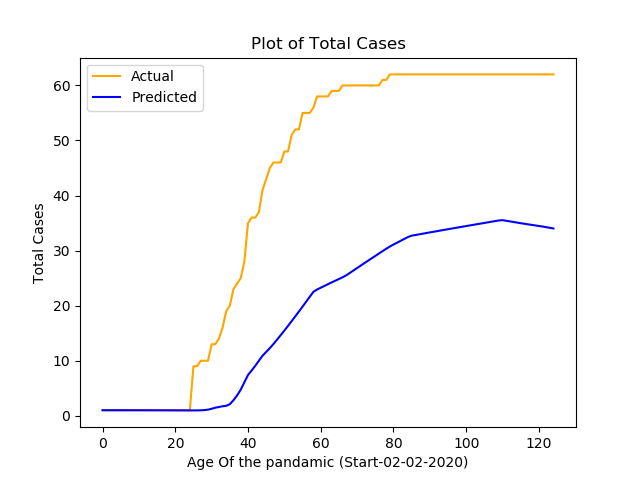 Plot of Total Cases
Actual
Predicted
Total Cases
60
50
40
30
20
10
0
0 20 40 60 80 100 120
Age Of the pandamic (Start-02-02-2020)